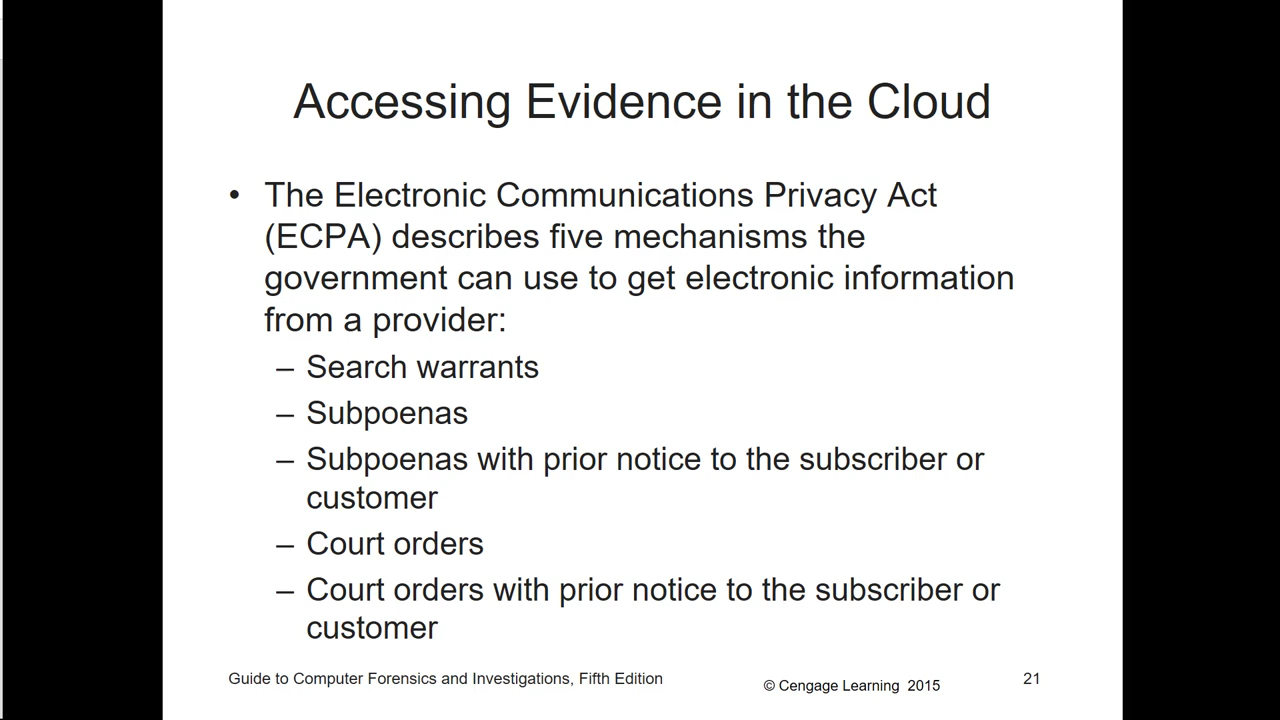 Accessing Evidence in the Cloud
• The Electronic Communications Privacy Act
(ECPA) describes five mechanisms the
government can use to get electronic information
from a provider:
– Search warrants
– Subpoenas
– Subpoenas with prior notice to the subscriber or
customer
– Court orders
– Court orders with prior notice to the subscriber or
customer
Guide to Computer Forensics and Investigations, Fifth Edition
© Cengage Learning 2015
21